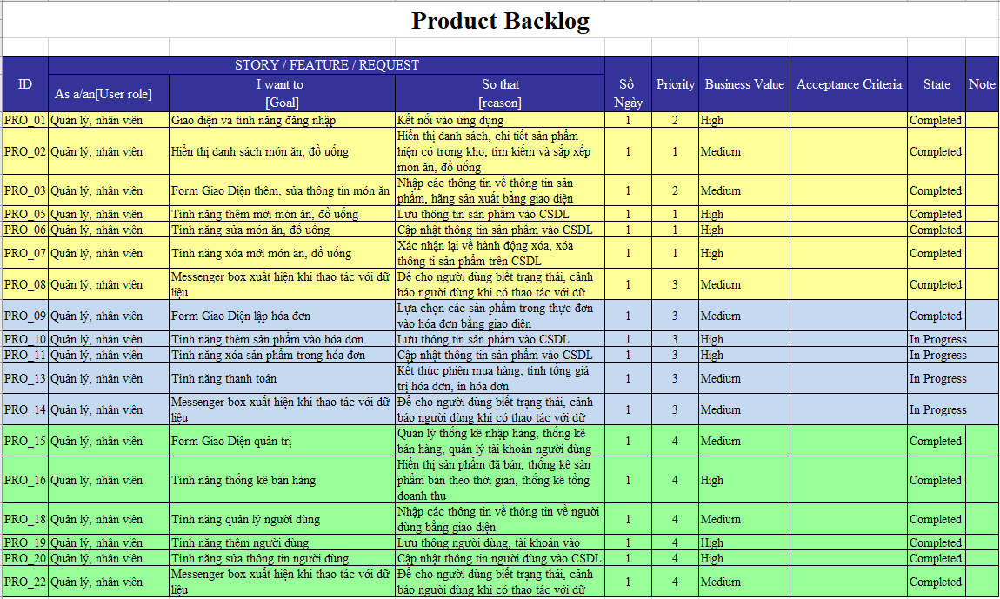 Product Backlog
STORY / FEATURE / REQUEST
ID
As a/an[User role]
I want to
[Goal]
So that
[reason]
Số
Ngày
Priority
Business Value
Acceptance Criteria
State
Note
PRO_01 Quản lý, nhân viên Giao diện và tính năng đăng nhập Kết nối vào ứng dụng 1 2 High Completed
PRO_02 Quản lý, nhân viên Hiển thị danh sách món ăn, đồ uống Hiển thị danh sách, chi tiết sản phẩm
hiện có trong kho, tìm kiếm và sắp xếp
món ăn, đồ uống
1 1 Medium Completed
PRO_03 Quản lý, nhân viên Form Giao Diện thêm, sửa thông tin món ăn Nhập các thông tin về thông tin sản
phẩm, hãng sản xuất bằng giao diện
1 2 Medium Completed
PRO_05 Quản lý, nhân viên Tính năng thêm mới món ăn, đồ uống Lưu thông tin sản phẩm vào CSDL 1 1 High Completed
PRO_06 Quản lý, nhân viên Tính năng sửa món ăn, đồ uống Cập nhật thông tin sản phẩm vào CSDL 1 1 High Completed
PRO_07 Quản lý, nhân viên Tính năng xóa mới món ăn, đồ uống Xác nhận lại về hành động xóa, xóa
thông ti sản phẩm trên CSDL
1 1 High Completed
PRO_08 Quản lý, nhân viên Messenger box xuất hiện khi thao tác với dữ
liệu
Để cho người dùng biết trạng thái, cảnh
báo người dùng khi có thao tác với dữ
1 3 Medium Completed
PRO_09 Quản lý, nhân viên Form Giao Diện lập hóa đơn Lựa chọn các sản phẩm trong thực đơn
vào hóa đơn bằng giao diện
1 3 Medium Completed
PRO_10 Quản lý, nhân viên Tính năng thêm sản phẩm vào hóa đơn Lưu thông tin sản phẩm vào CSDL 1 3 High In Progress
PRO_11 Quản lý, nhân viên Tính năng xóa sản phẩm trong hóa đơn Cập nhật thông tin sản phẩm vào CSDL 1 3 High In Progress
PRO_13 Quản lý, nhân viên Tính năng thanh toán Kết thúc phiên mua hàng, tính tổng giá
trị hóa đơn, in hóa đơn
1 3 Medium In Progress
PRO_14 Quản lý, nhân viên Messenger box xuất hiện khi thao tác với dữ
liệu
Để cho người dùng biết trạng thái, cảnh
báo người dùng khi có thao tác với dữ
1 3 Medium In Progress
PRO_15 Quản lý, nhân viên Form Giao Diện quản trị Quản lý thống kê nhập hàng, thống kê
bán hàng, quản lý tài khoản người dùng
1 4 Medium Completed
PRO_16 Quản lý, nhân viên Tính năng thống kê bán hàng Hiển thị sản phẩm đã bán, thống kê sản
phẩm bán theo thời gian, thống kê tổng
doanh thu
1 4 High Completed
PRO_18 Quản lý, nhân viên Tính năng quản lý người dùng Nhập các thông tin về thông tin về người
dùng bằng giao diện
1 4 Medium Completed
PRO_19 Quản lý, nhân viên Tính năng thêm người dùng Lưu thông người dùng, tài khoản vào 1 4 High Completed
PRO_20 Quản lý, nhân viên Tính năng sửa thông tin người dùng Cập nhật thông tin người dùng vào CSDL 1 4 High Completed
PRO_22 Quản lý, nhân viên Messenger box xuất hiện khi thao tác với dữ
liệu
Để cho người dùng biết trạng thái, cảnh
báo người dùng khi có thao tác với dữ
1 4 Medium Completed